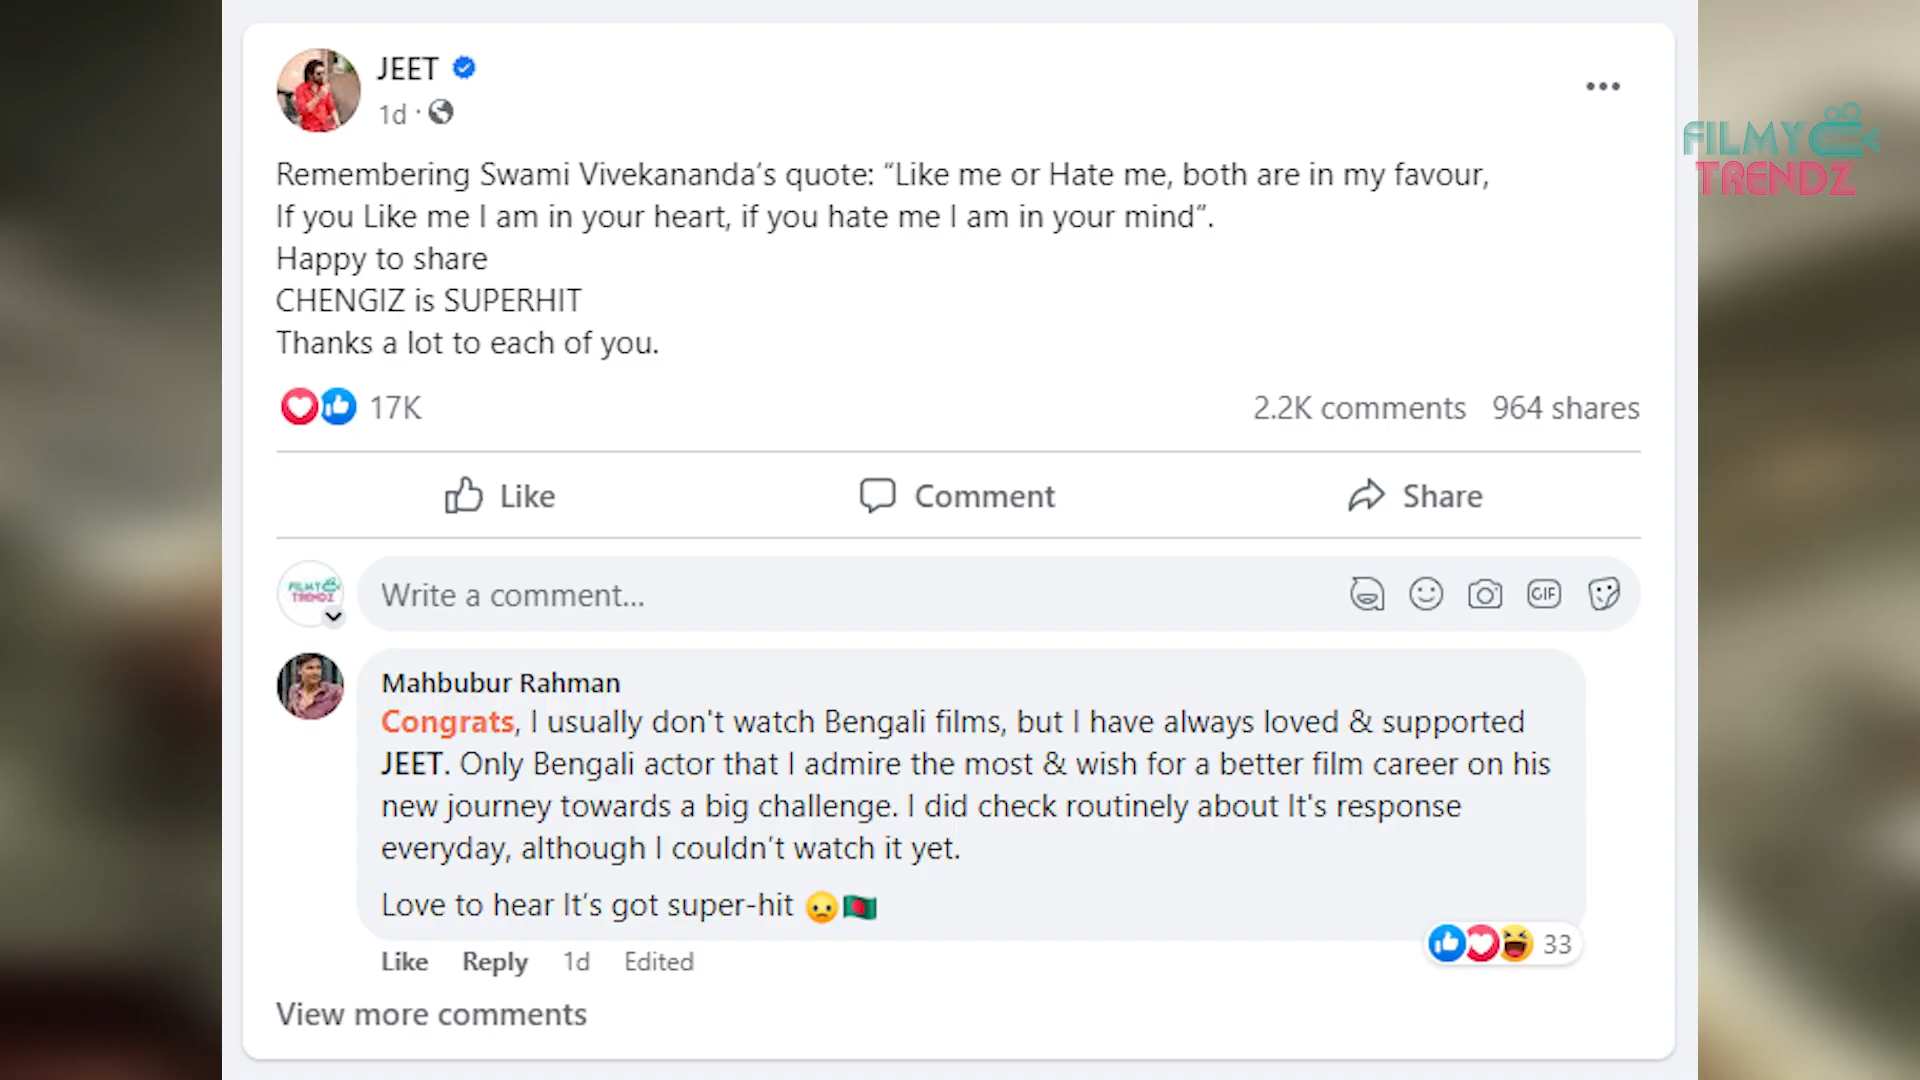 JEET
1d ·
FILMY
TRENDZ
Remembering Swami Vivekananda’s quote: “Like me or Hate me, both are in my favour,
If you Like me I am in your heart, if you hate me I am in your mind”.
Happy to share
CHENGIZ is SUPERHIT
Thanks a lot to each of you.
17K
2.2K comments 964 shares
Like Comment Share
FILMY
TRENDZ
Write a comment...
GIF
Mahbubur Rahman
Congrats, I usually don't watch Bengali films, but I have always loved & supported
JEET. Only Bengali actor that I admire the most & wish for a better film career on his
new journey towards a big challenge. I did check routinely about It's response
everyday, although I couldn’t watch it yet.
Love to hear It’s got super-hit 😞🇧🇩
33
Like Reply 1d Edited
View more comments